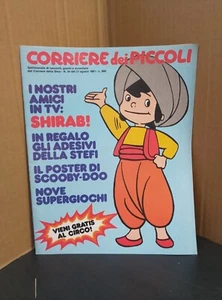 CORRIERE dei PICCOLI
I NOSTRI
AMICI
IN TV:
SHIRAB!
IN REGALO
GLI ADESIVI
DELLA STEFI
IL POSTER DI
SCOOBY-DOO
NOVE
SUPERGIOCHI
VIENI GRATIS
AL CIRCO!